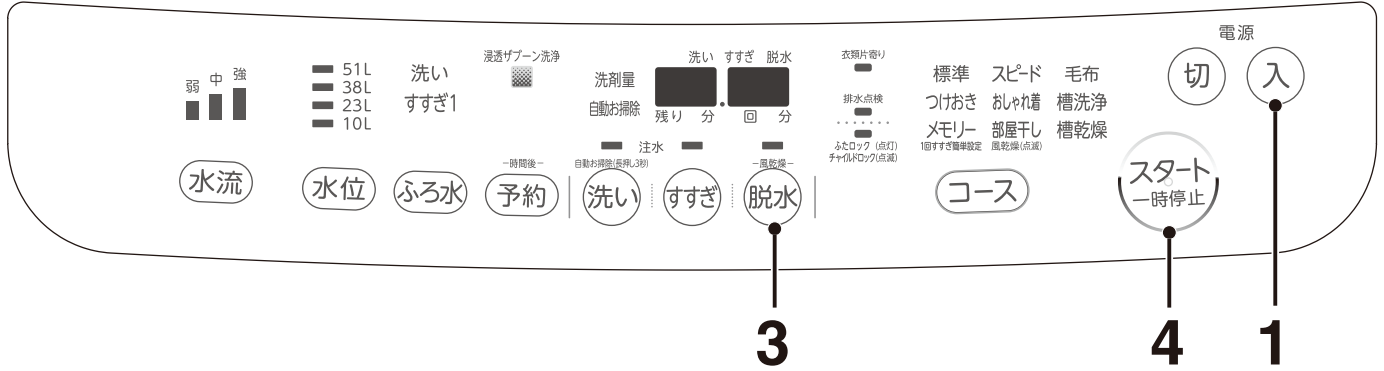 弱 中 強
51L
38L
23L
10L
洗い
すすぎ1
浸透ザブーン洗浄
洗剤量
自動お掃除
洗い すすぎ 脱水
残り 分 回 分
注水
衣類片寄り
排水点検
ふたロック (点灯)
チャイルドロック(点滅)
標準 スピード 毛布
つけおき おしゃれ着 槽洗浄
メモリー 部屋干し 槽乾燥
1回すすぎ簡単設定 風乾燥(点滅)
電源
切 入
水流
水位
ふろ水
ー時間後ー
予約
自動お掃除(長押し3秒)
洗い
すすぎ
ー風乾燥ー
脱水
コース
スタート
一時停止
3
4
1